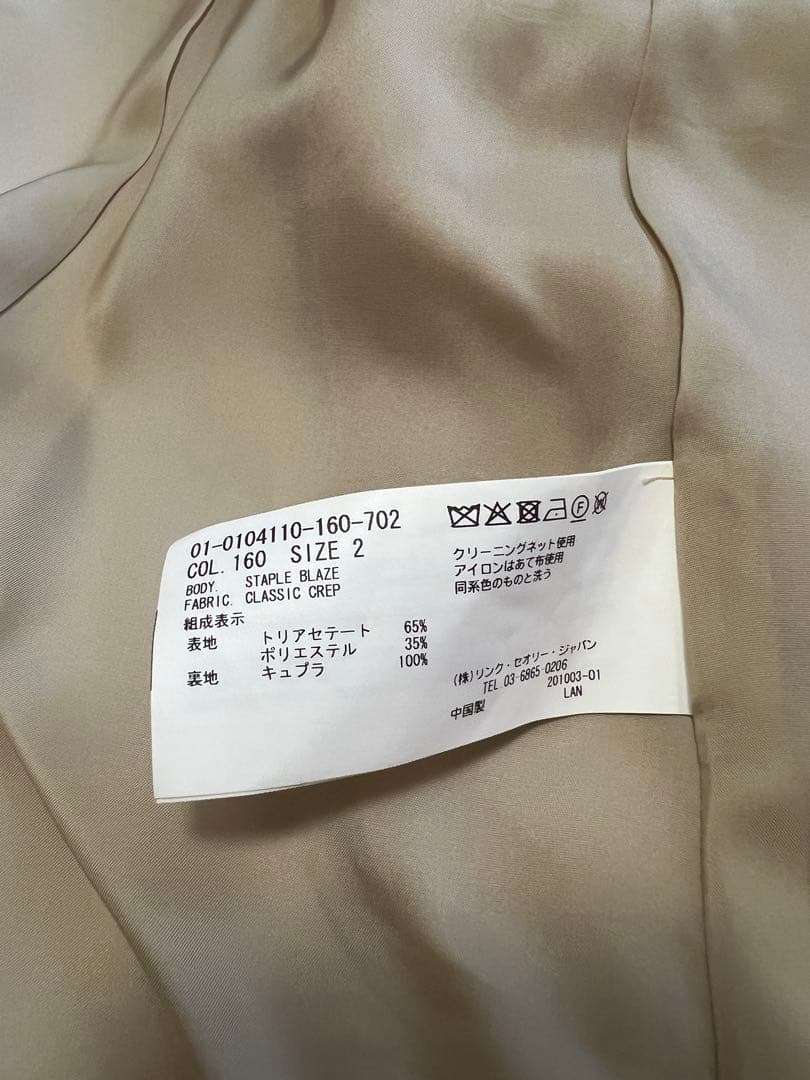 01-0104110-160-702
COL. 160 SIZE 2
BODY. STAPLE BLAZE
FABRIC. CLASSIC CREP
組成表示
表地 トリアセテート 65%
ポリエステル 35%
裏地 キュプラ 100%
F
クリーニングネット使用
アイロンはあて布使用
同系色のものと洗う
(株)リンク・セオリー・ジャパン
TEL 03-6865-0206
201003-01
中国製 LAN